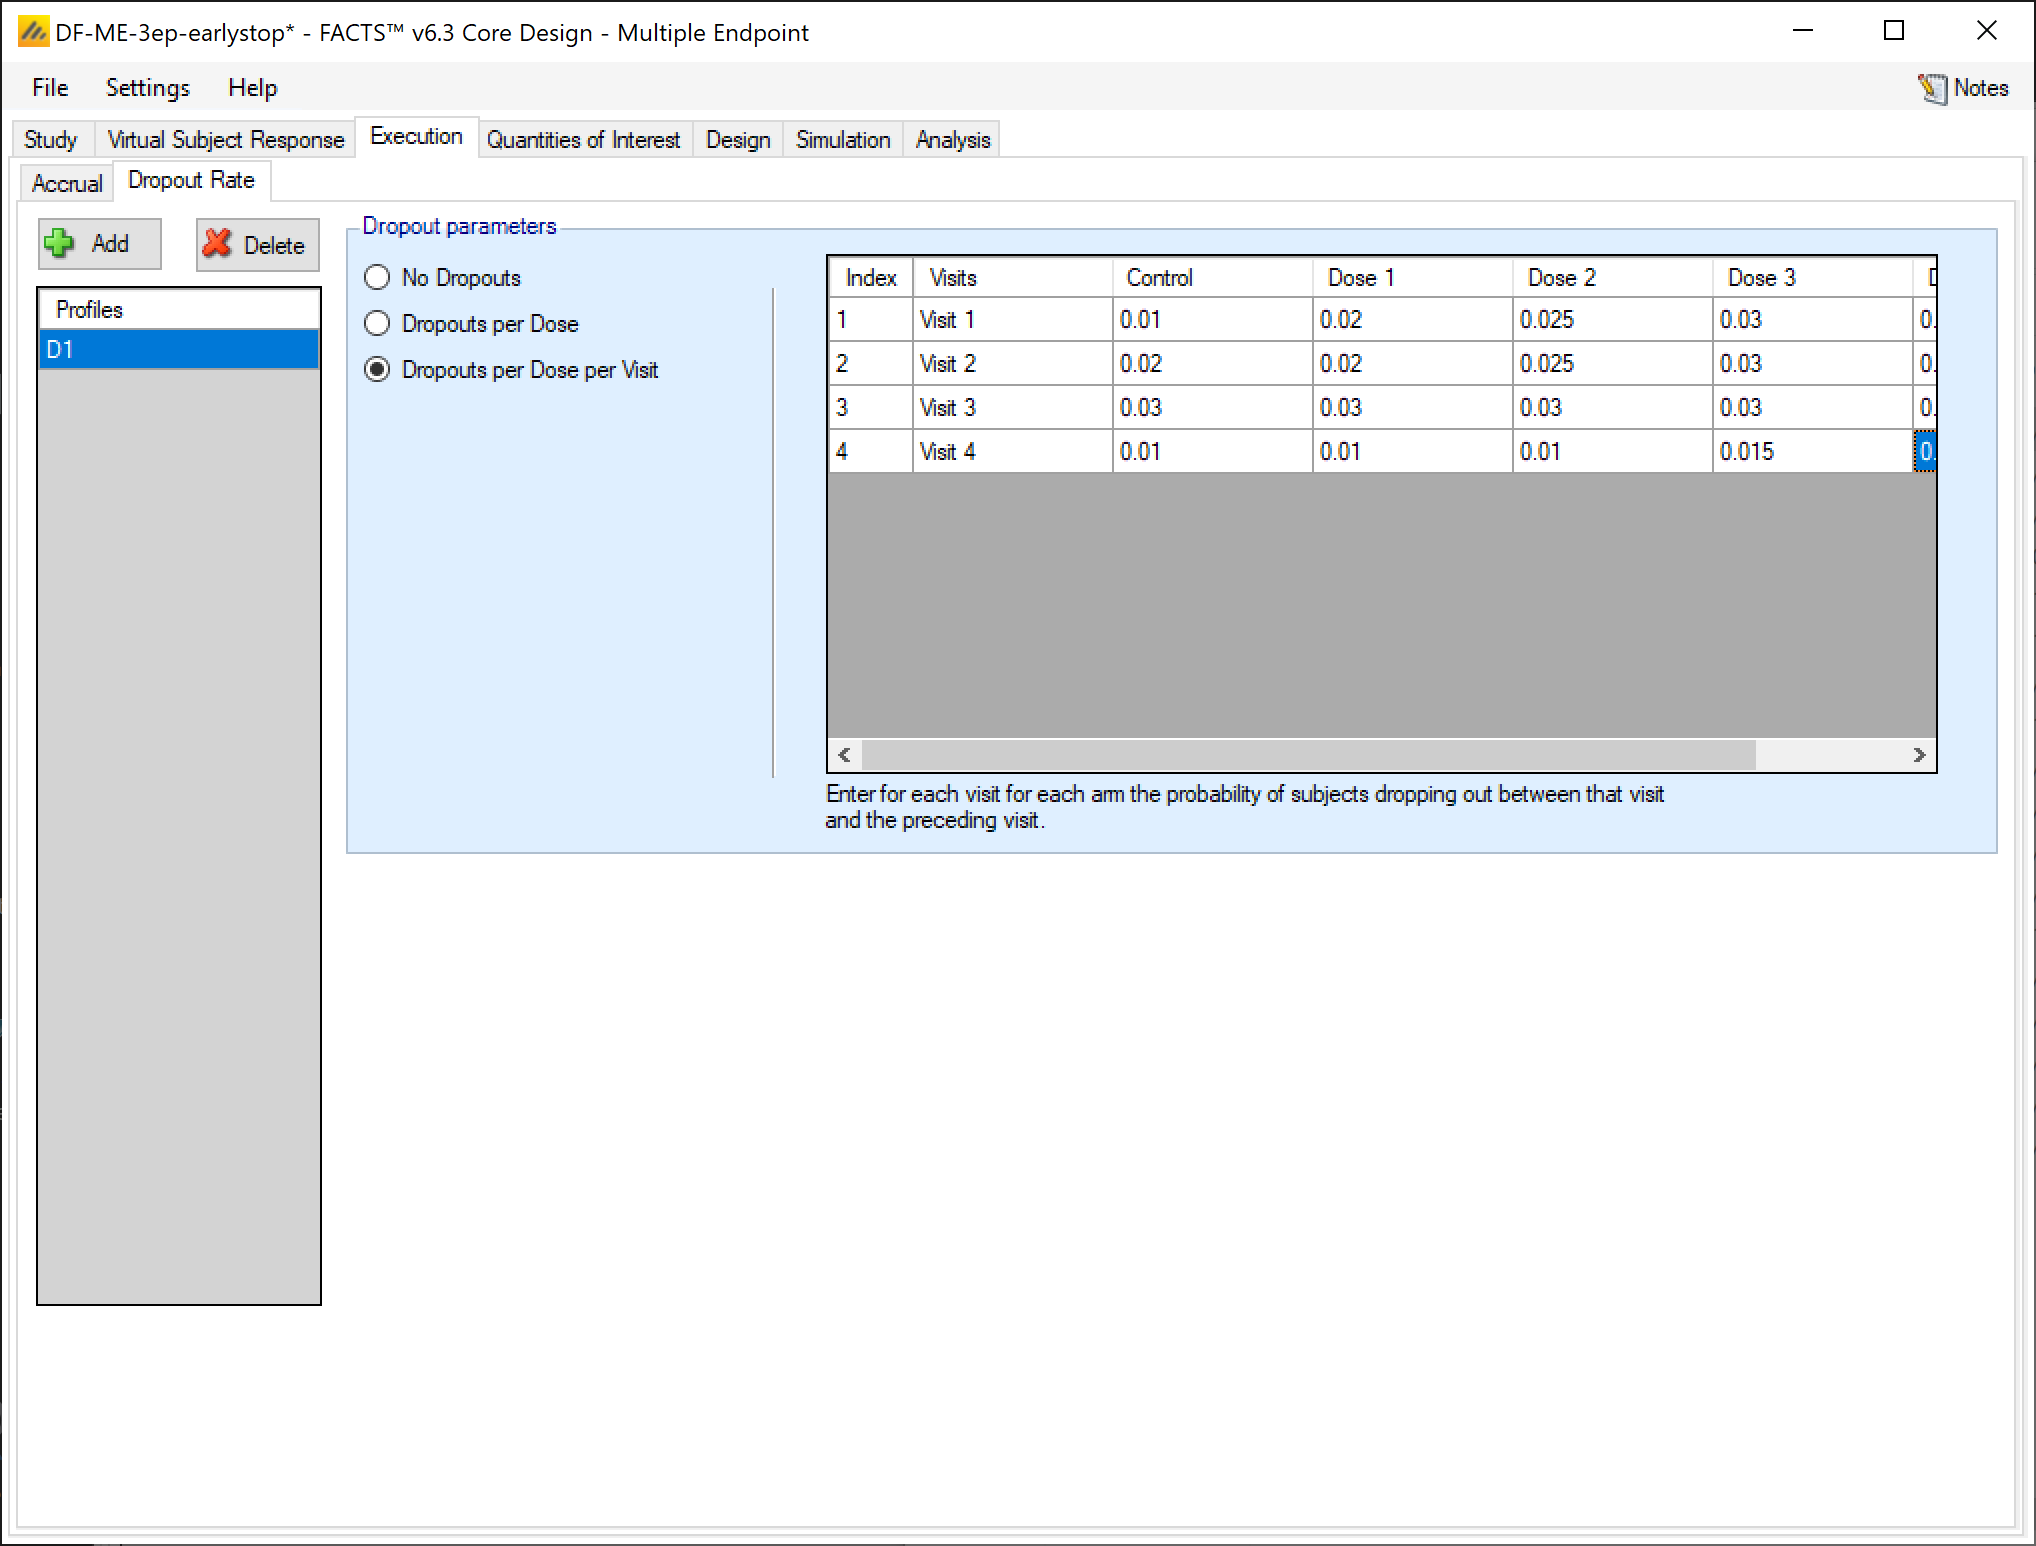 DF-ME-3ep-earlystop* - FACTS™ v6.3 Core Design - Multiple Endpoint
File Settings Help Notes
Study Virtual Subject Response Execution Quantities of Interest Design Simulation Analysis
Accrual Dropout Rate
Add Delete
Profiles
D1
Dropout parameters
No Dropouts
Dropouts per Dose
Dropouts per Dose per Visit
Index Visits Control Dose 1 Dose 2 Dose 3
1 Visit 1 0.01 0.02 0.025 0.03 0.
2 Visit 2 0.02 0.02 0.025 0.03 0.
3 Visit 3 0.03 0.03 0.03 0.03 0.
4 Visit 4 0.01 0.01 0.01 0.015 0.
Enter for each visit for each arm the probability of subjects dropping out between that visit
and the preceding visit.